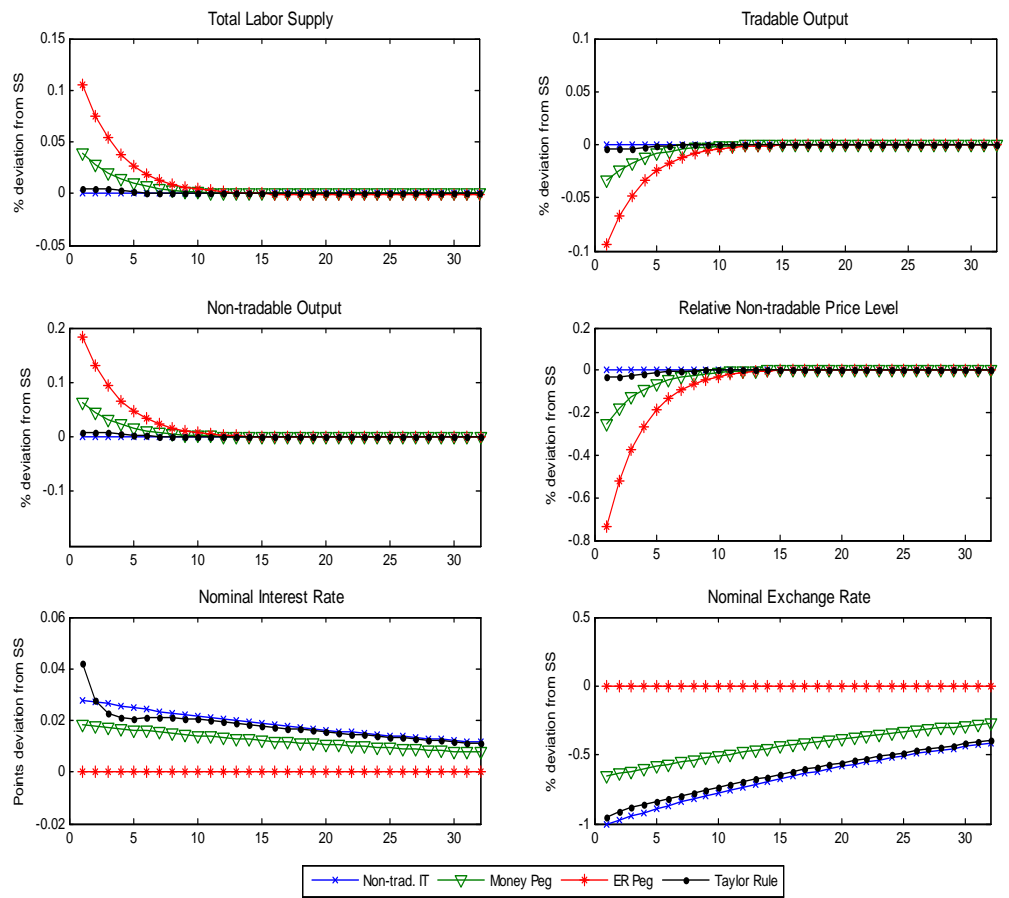 Total Labor Supply
% deviation from SS
0.15
0.1
0.05
0
-0.05
0 5 10 15 20 25 30
Tradable Output
% deviation from SS
0.1
0.05
0
-0.05
-0.1
0 5 10 15 20 25 30
Non-tradable Output
% deviation from SS
0.2
0.1
0
-0.1
0 5 10 15 20 25 30
Relative Non-tradable Price Level
% deviation from SS
0.2
0
-0.2
-0.4
-0.6
-0.8
0 5 10 15 20 25 30
Nominal Interest Rate
Points deviation from SS
0.06
0.04
0.02
0
-0.02
0 5 10 15 20 25 30
Nominal Exchange Rate
% deviation from SS
0.5
0
-0.5
-1
0 5 10 15 20 25 30
Non-trad. IT Money Peg ER Peg Taylor Rule